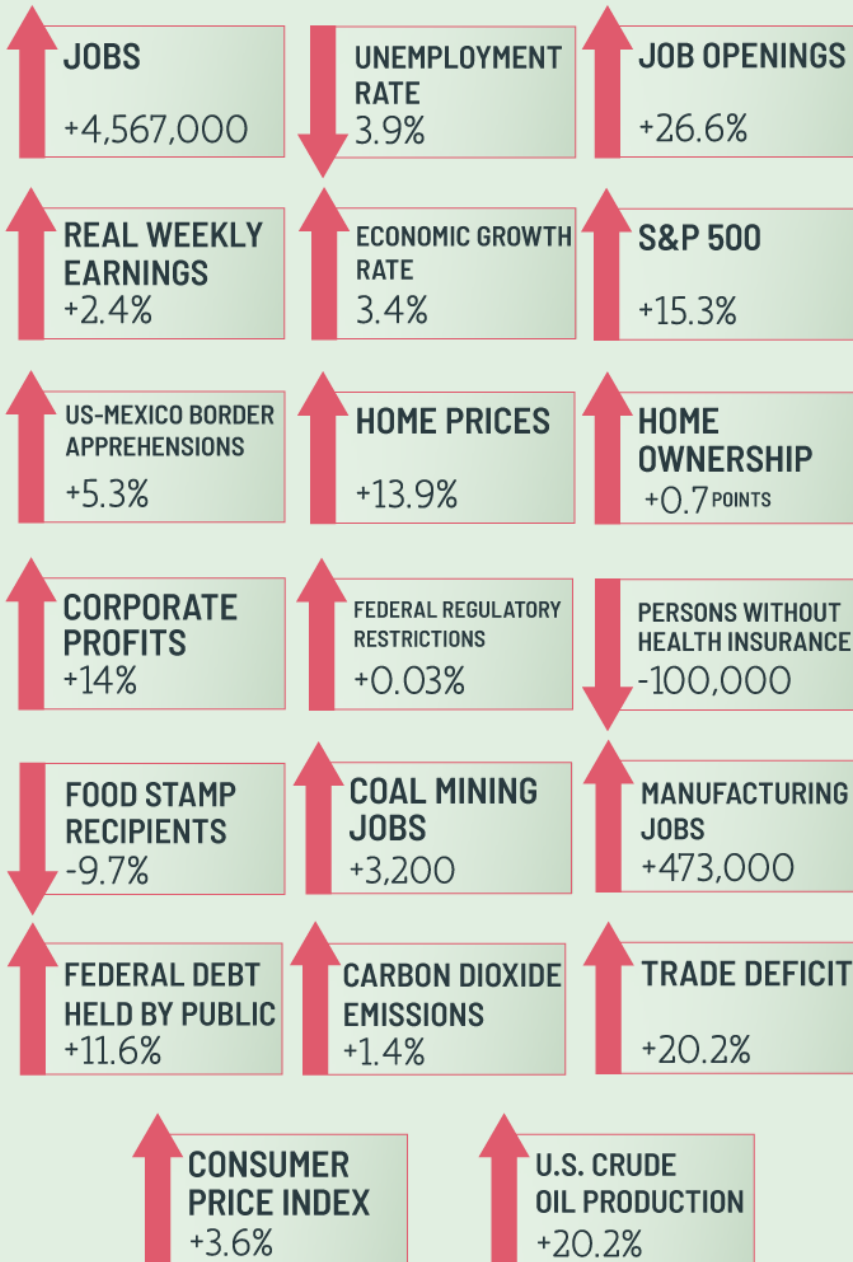 JOBS
+4,567,000
UNEMPLOYMENT
RATE
3.9%
JOB OPENINGS
+26.6%
REAL WEEKLY
EARNINGS
+2.4%
ECONOMIC GROWTH
RATE
3.4%
S&P 500
+15.3%
US-MEXICO BORDER
APPREHENSIONS
+5.3%
HOME PRICES
+13.9%
HOME
OWNERSHIP
+0.7 POINTS
CORPORATE
PROFITS
+14%
FEDERAL REGULATORY
RESTRICTIONS
+0.03%
PERSONS WITHOUT
HEALTH INSURANCE
-100,000
FOOD STAMP
RECIPIENTS
-9.7%
COAL MINING
JOBS
+3,200
MANUFACTURING
JOBS
+473,000
FEDERAL DEBT
HELD BY PUBLIC
+11.6%
CARBON DIOXIDE
EMISSIONS
+1.4%
TRADE DEFICIT
+20.2%
CONSUMER
PRICE INDEX
+3.6%
U.S. CRUDE
OIL PRODUCTION
+20.2%